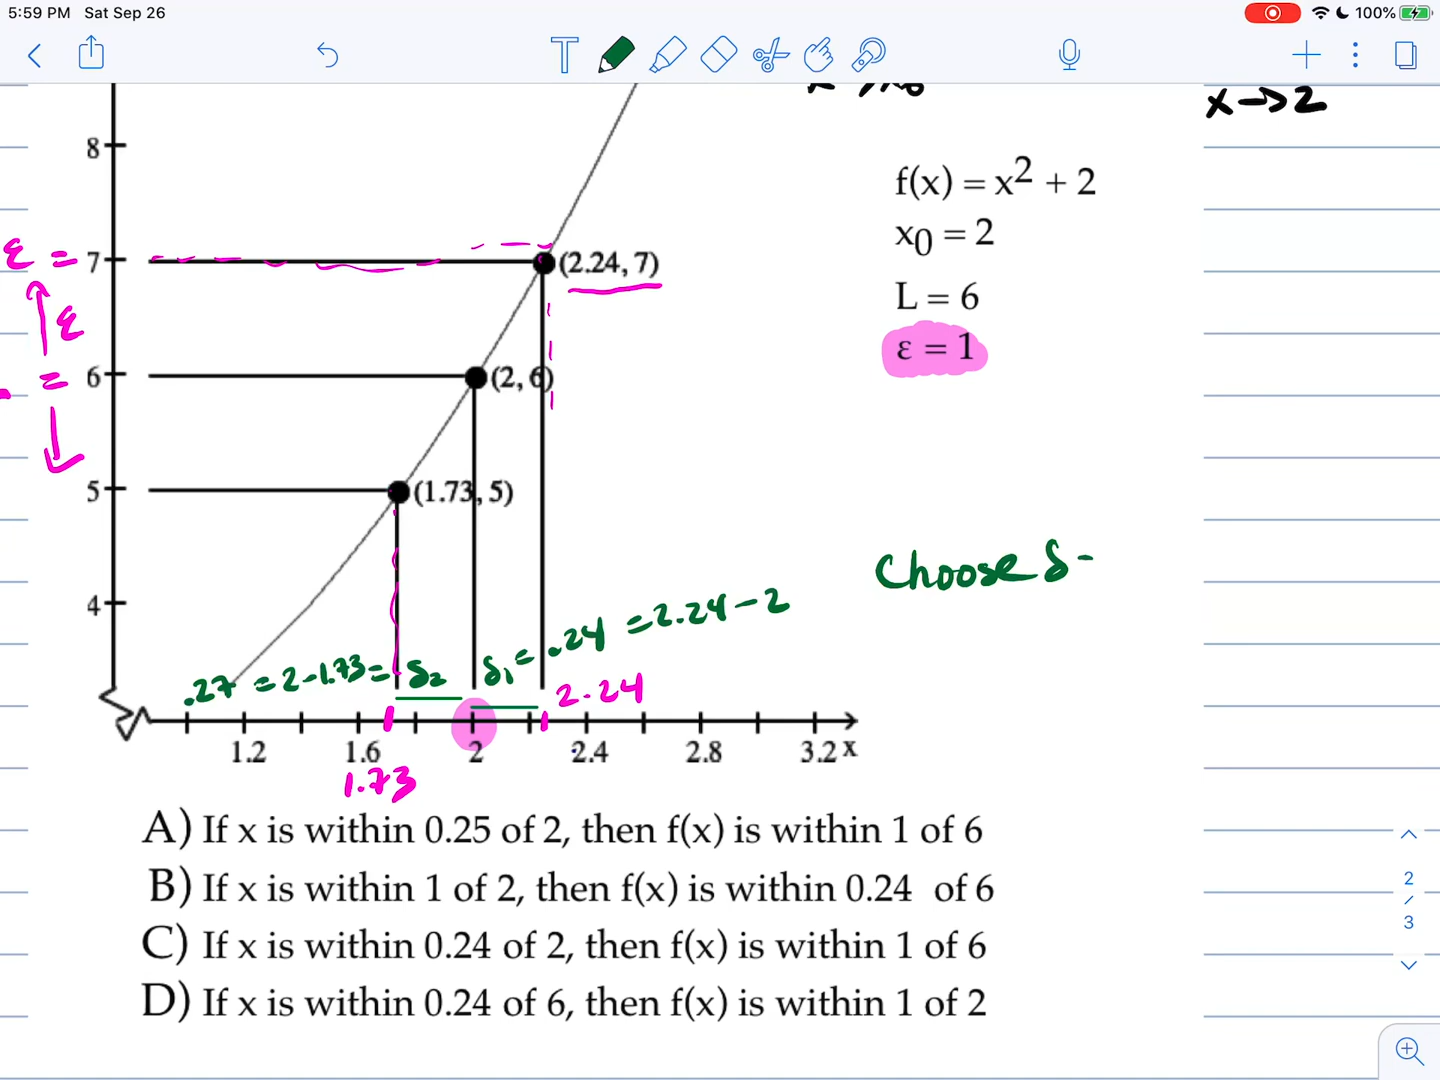 5:59 PM Sat Sep 26
100%
x → 2
8
f(x) = x² + 2
x₀ = 2
ε = 7
(2.24, 7)
L = 6
ε
ε = 1
= 6
(2, 6)
5
(1.73, 5)
Choose δ -
4
.27 = 2-1.73 = δ₂
δ₁ = .24 = 2.24 - 2
2.24
1.2 1.6 2 2.4 2.8 3.2 x
1.73
A) If x is within 0.25 of 2, then f(x) is within 1 of 6
B) If x is within 1 of 2, then f(x) is within 0.24 of 6
C) If x is within 0.24 of 2, then f(x) is within 1 of 6
D) If x is within 0.24 of 6, then f(x) is within 1 of 2
2
/
3